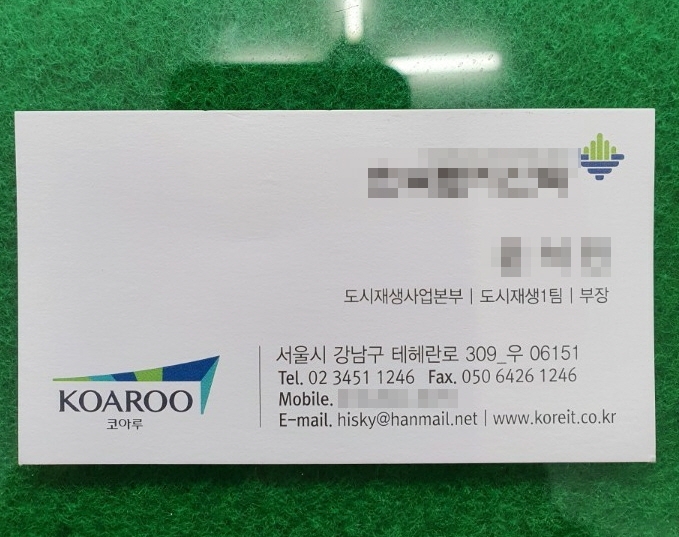 도시재생사업본부 | 도시재생1팀 | 부장
KOAROO
코아루
서울시 강남구 테헤란로 309_우 06151
Tel. 02 3451 1246 Fax. 050 6426 1246
Mobile.
E-mail. hisky@hanmail.net | www.koreit.co.kr